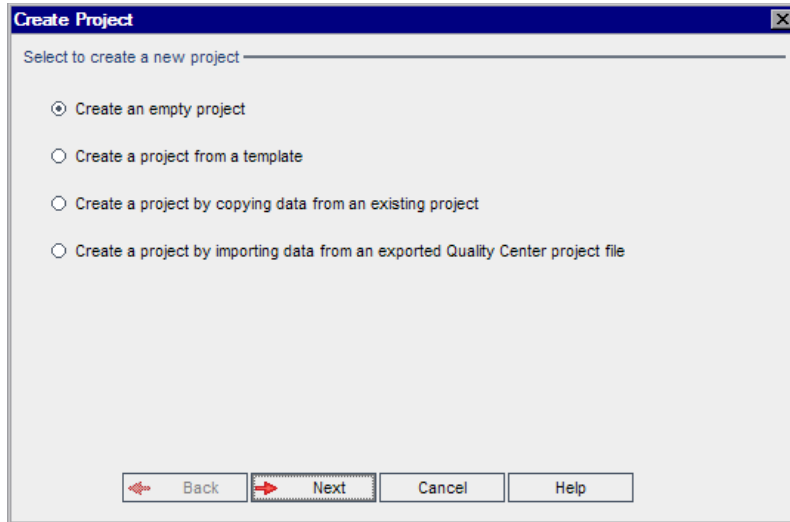 Create Project
Select to create a new project
Create an empty project
Create a project from a template
Create a project by copying data from an existing project
Create a project by importing data from an exported Quality Center project file
Back Next Cancel Help